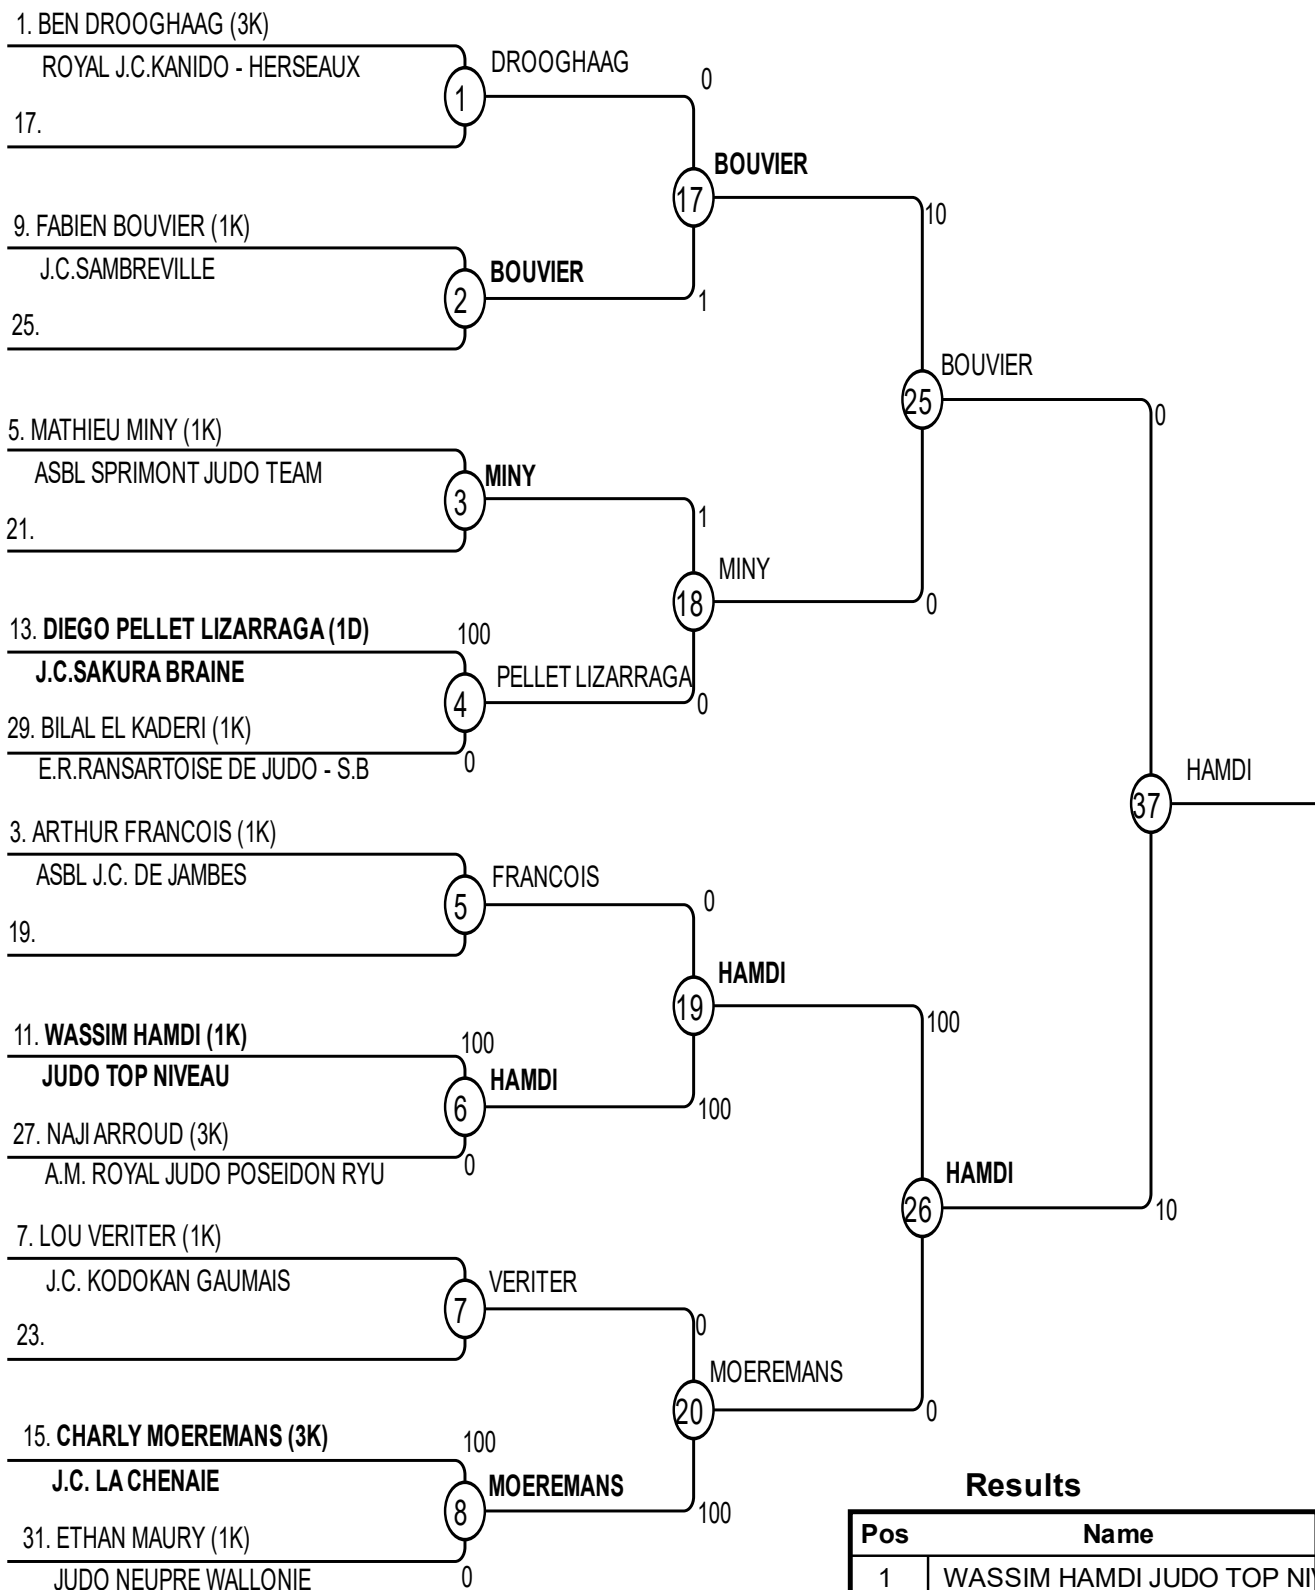 1. BEN DROOGHAAG (3K)
ROYAL J.C.KANIDO - HERSEAUX
DROOGHAAG
0
1
17.
BOUVIER
17
10
9. FABIEN BOUVIER (1K)
J.C.SAMBREVILLE
BOUVIER
1
2
25.
BOUVIER
25
0
5. MATHIEU MINY (1K)
ASBL SPRIMONT JUDO TEAM
MINY
1
3
21.
MINY
18
0
13. DIEGO PELLET LIZARRAGA (1D)
100
J.C.SAKURA BRAINE
PELLET LIZARRAGA
0
4
29. BILAL EL KADERI (1K)
0
E.R.RANSARTOISE DE JUDO - S.B
HAMDI
37
3. ARTHUR FRANCOIS (1K)
ASBL J.C. DE JAMBES
FRANCOIS
0
5
19.
HAMDI
19
100
11. WASSIM HAMDI (1K)
100
JUDO TOP NIVEAU
HAMDI
100
6
27. NAJI ARROUD (3K)
0
A.M. ROYAL JUDO POSEIDON RYU
HAMDI
26
10
7. LOU VERITER (1K)
J.C. KODOKAN GAUMAIS
VERITER
0
7
23.
MOEREMANS
20
0
15. CHARLY MOEREMANS (3K)
100
J.C. LA CHENAIE
MOEREMANS
100
8
31. ETHAN MAURY (1K)
0
JUDO NEUPRE WALLONIE
Results
Pos Name
1 WASSIM HAMDI JUDO TOP